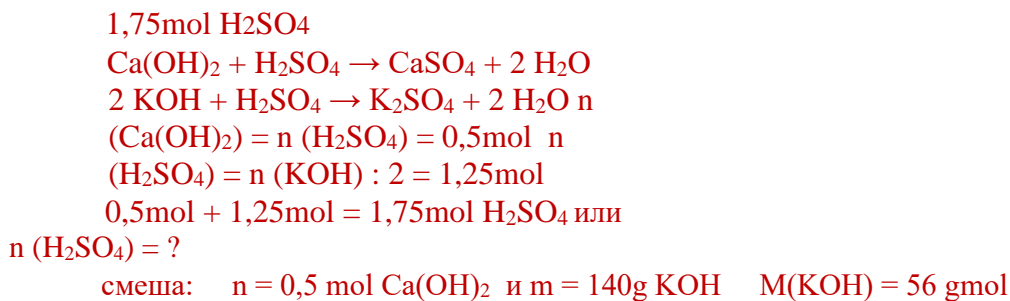 1,75mol H2SO4
Ca(OH)₂ + H₂SO₄ → CaSO₄ + 2 H₂O
2 KOH + H₂SO₄ → K₂SO₄ + 2 H₂O n
(Ca(OH)₂) = n (H₂SO₄) = 0,5mol n
(H₂SO₄) = n (KOH) : 2 = 1,25mol
0,5mol + 1,25mol = 1,75mol H₂SO₄ или
n (H₂SO₄) = ?
смеша: n = 0,5 mol Ca(OH)₂ и m = 140g KOH M(KOH) = 56 gmol